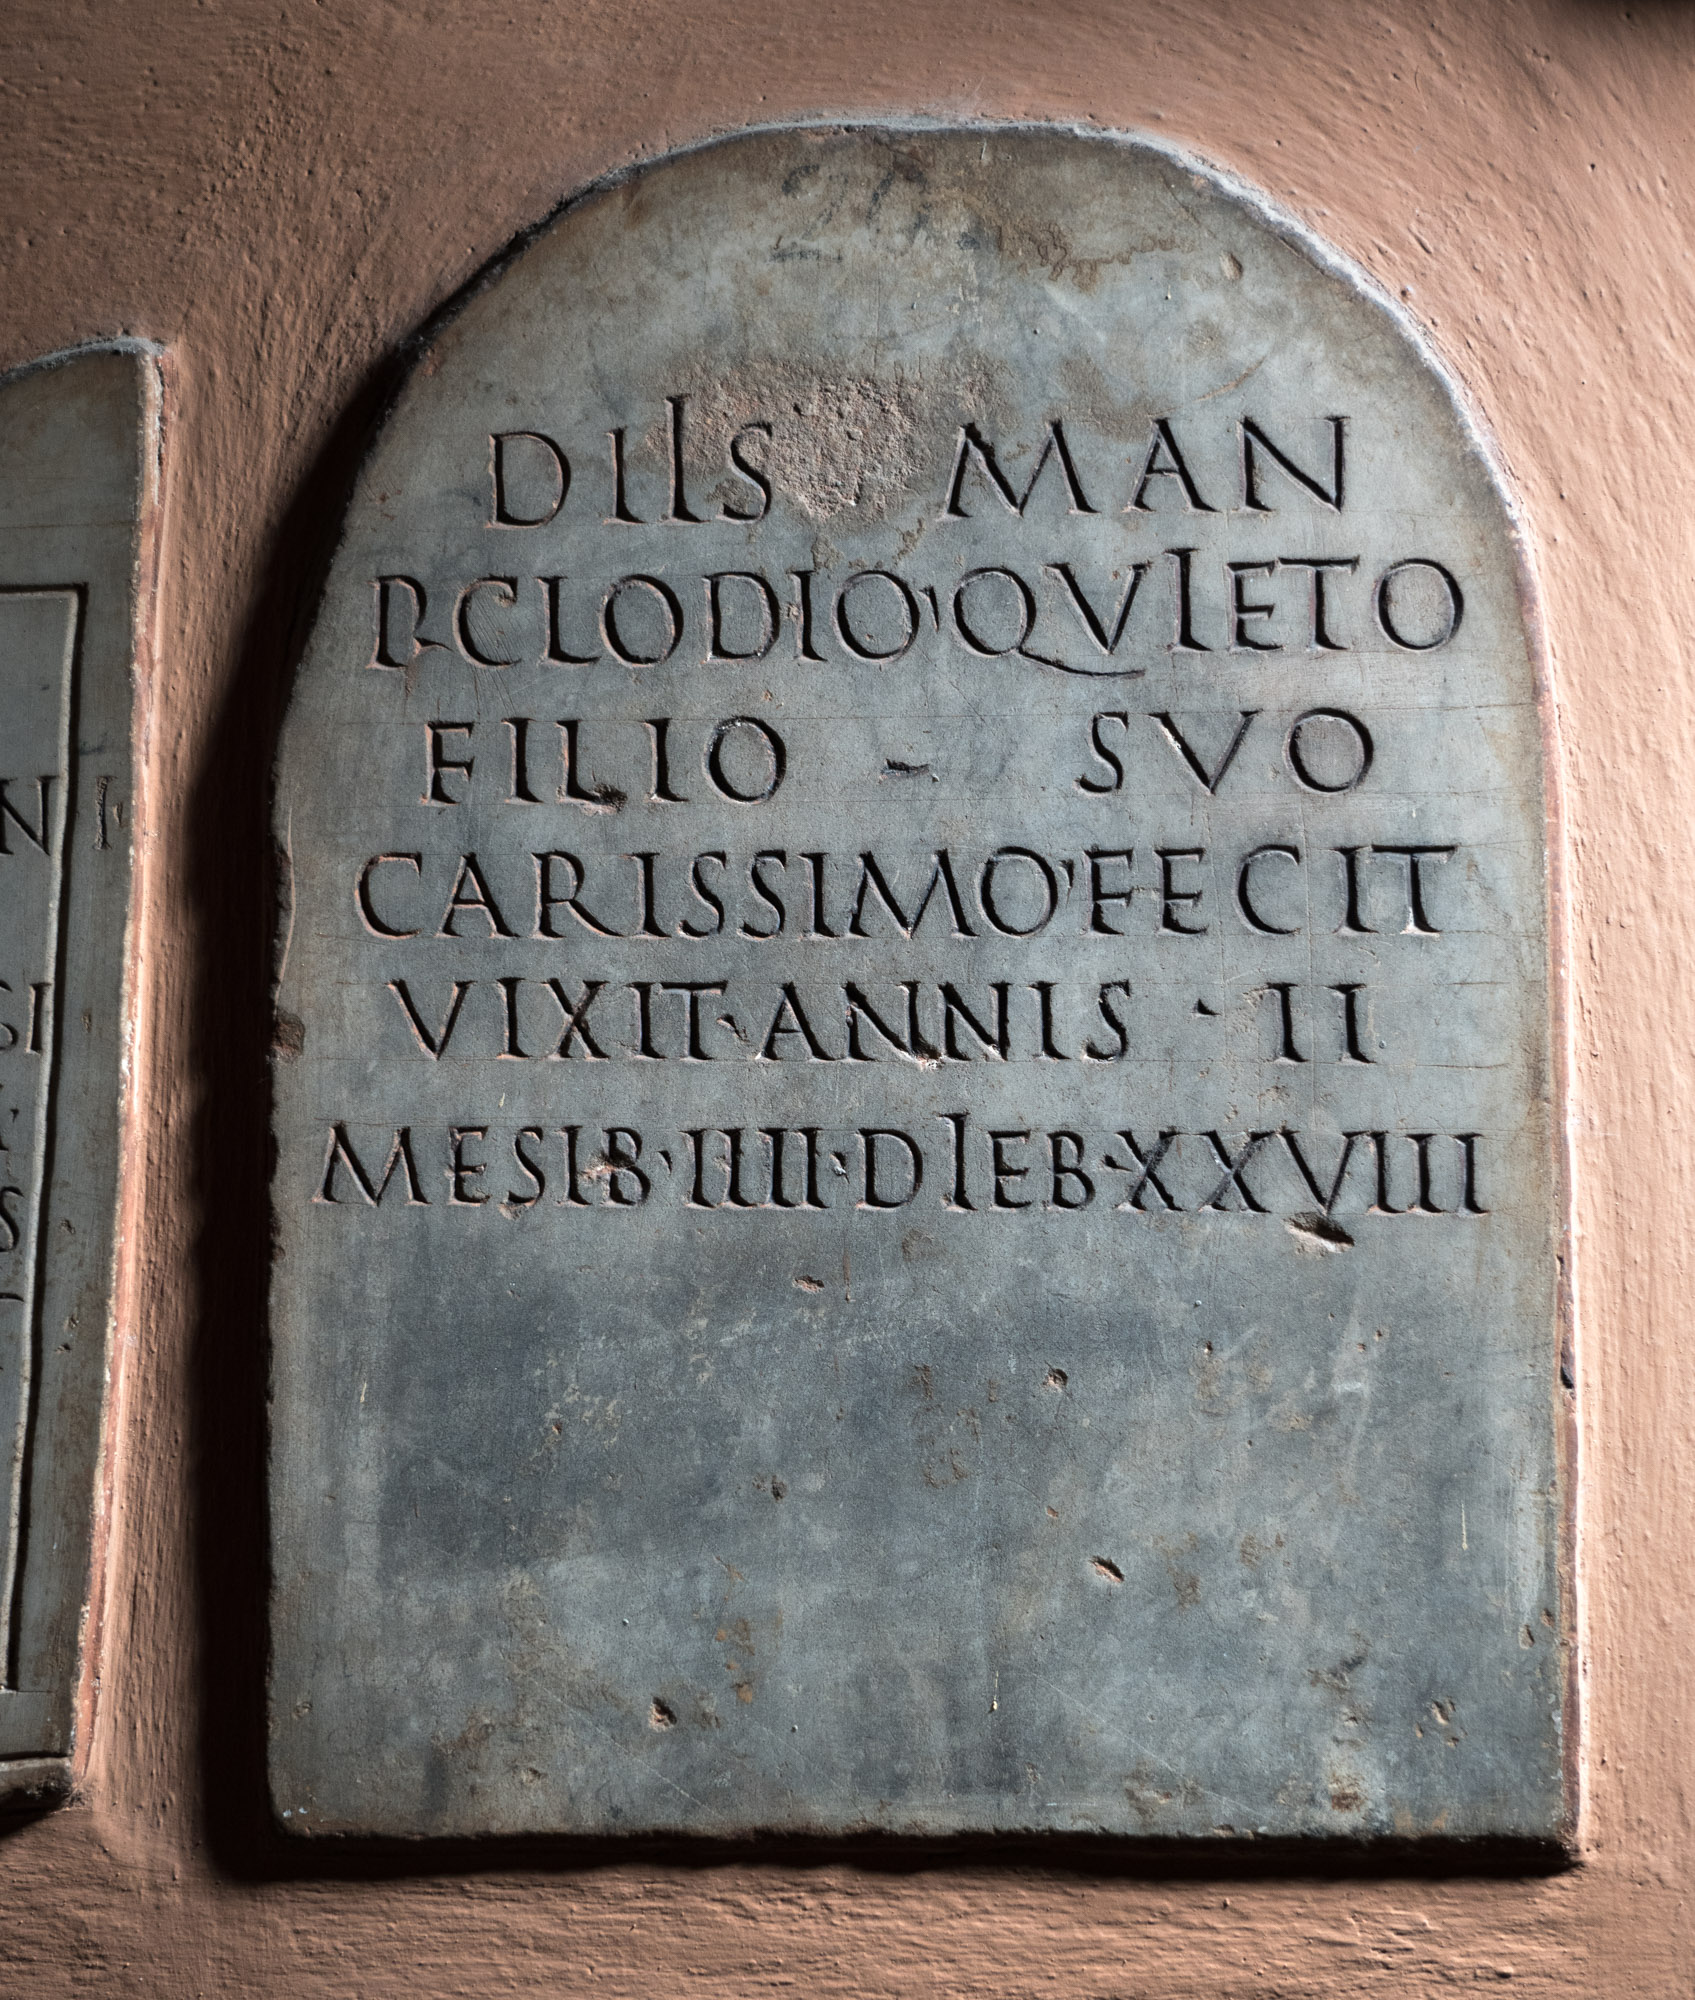 DIIS MAN
P·CLODIO·QVIETO
FILIO - SVO
CARISSIMO·FECIT
VIXIT·ANNIS · II
MESIB·IIII·DIEB·XXVIII